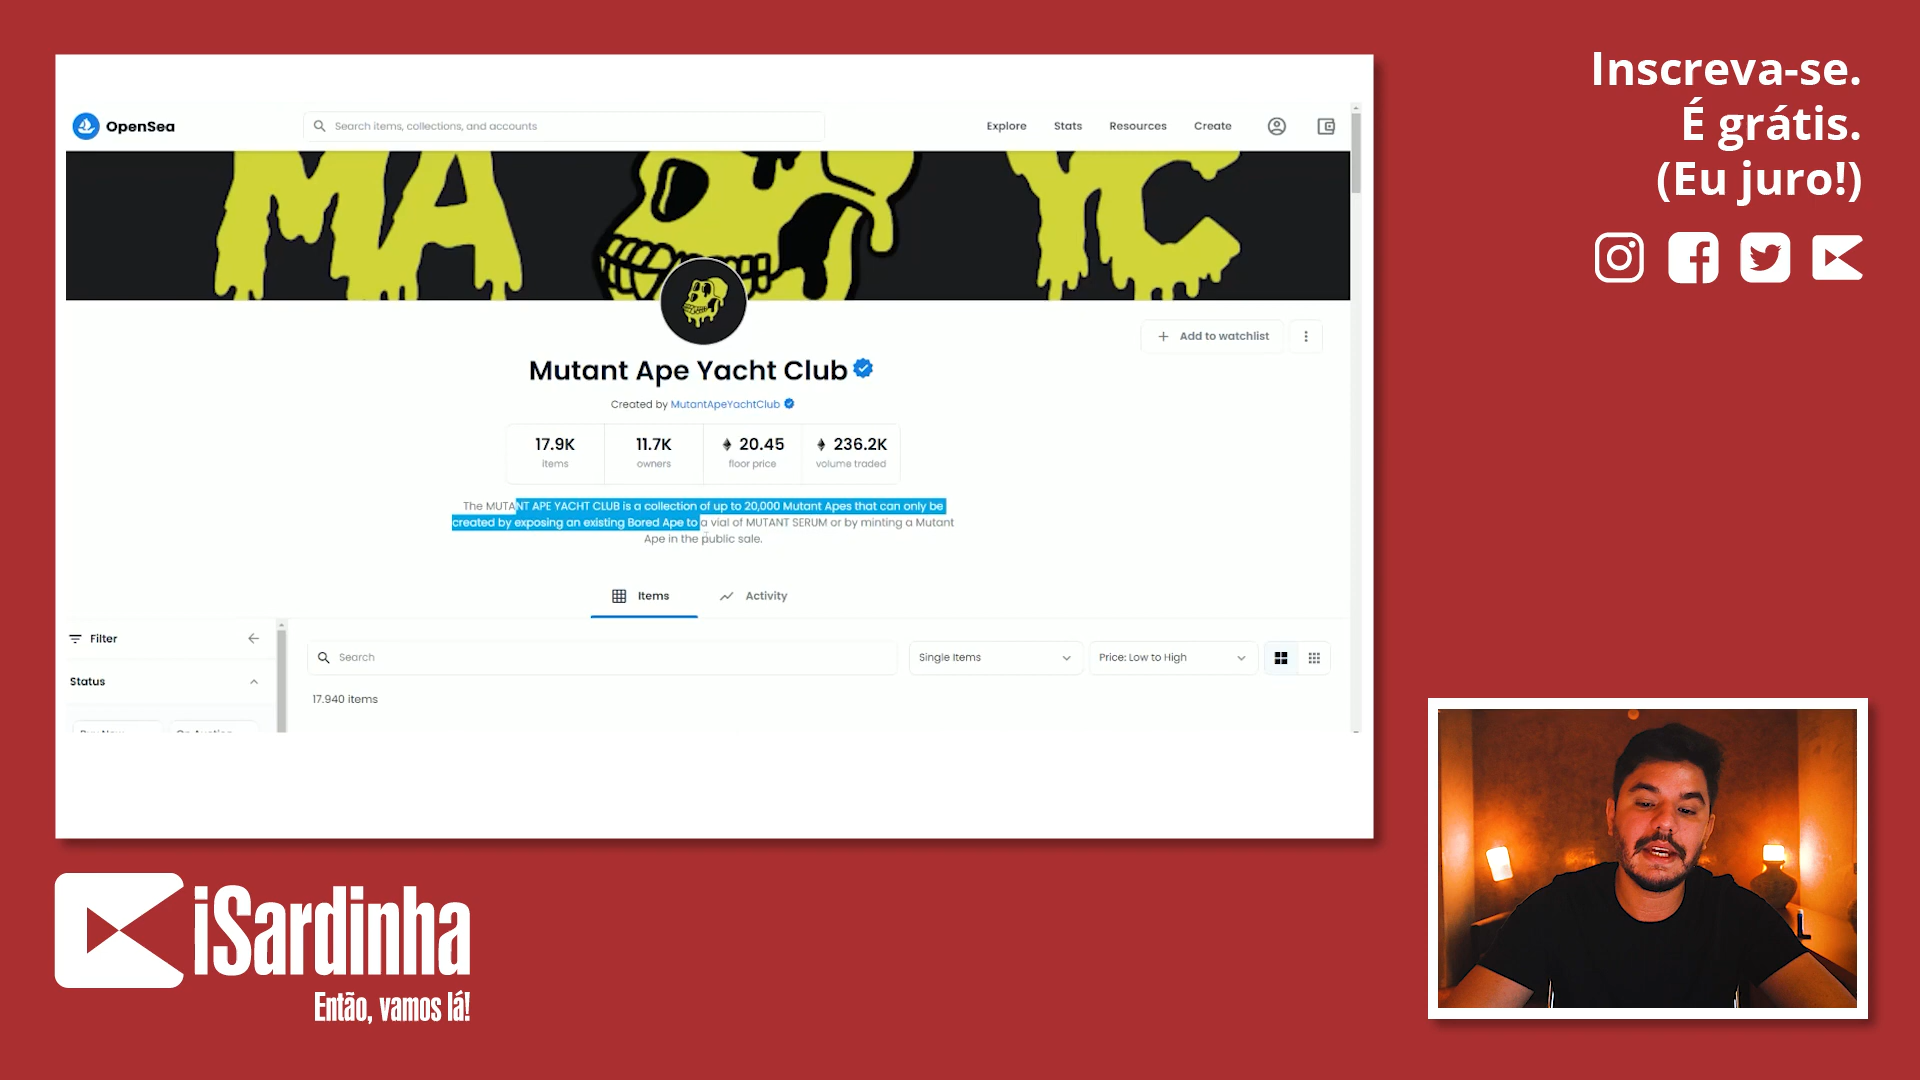 Inscreva-se.
É grátis.
(Eu juro!)
OpenSea
Search items, collections, and accounts
Explore Stats Resources Create
MA YC
Add to watchlist
Mutant Ape Yacht Club
Created by MutantApeYachtClub
17.9K 11.7K 20.45 236.2K
items owners floor price volume traded
The MUTANT APE YACHT CLUB is a collection of up to 20,000 Mutant Apes that can only be
created by exposing an existing Bored Ape to a vial of MUTANT SERUM or by minting a Mutant
Ape in the public sale.
Items Activity
Filter
Search
Single Items
Price: Low to High
Status
17.940 items
iSardinha
Então, vamos lá!